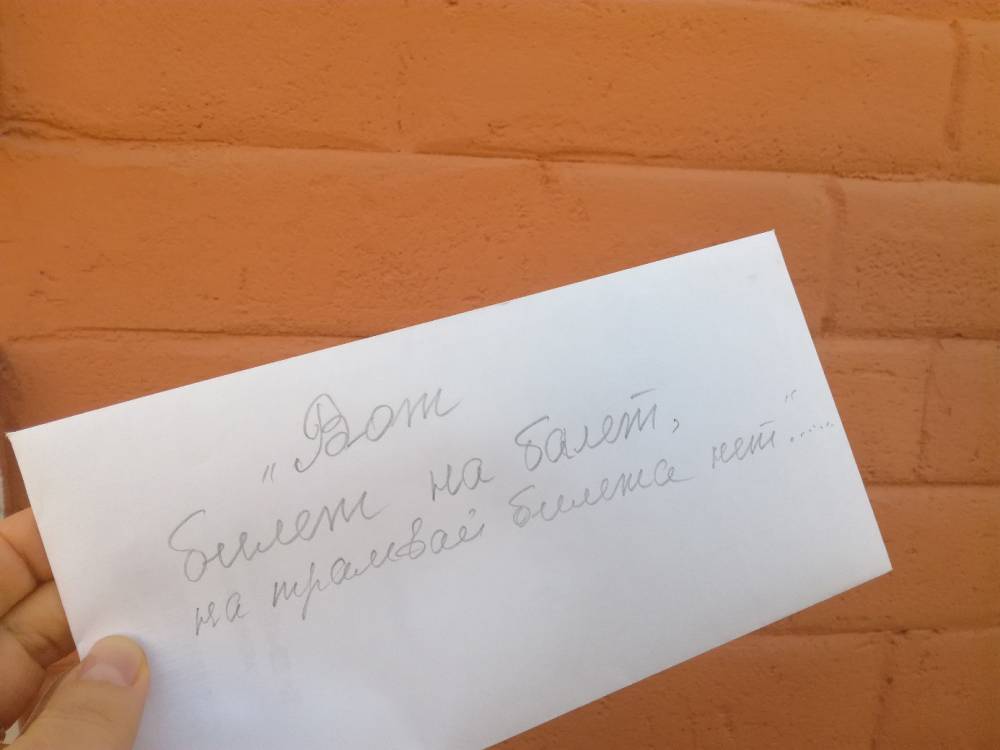 „Вот
билет на балет,
на трамвай билета нет......"